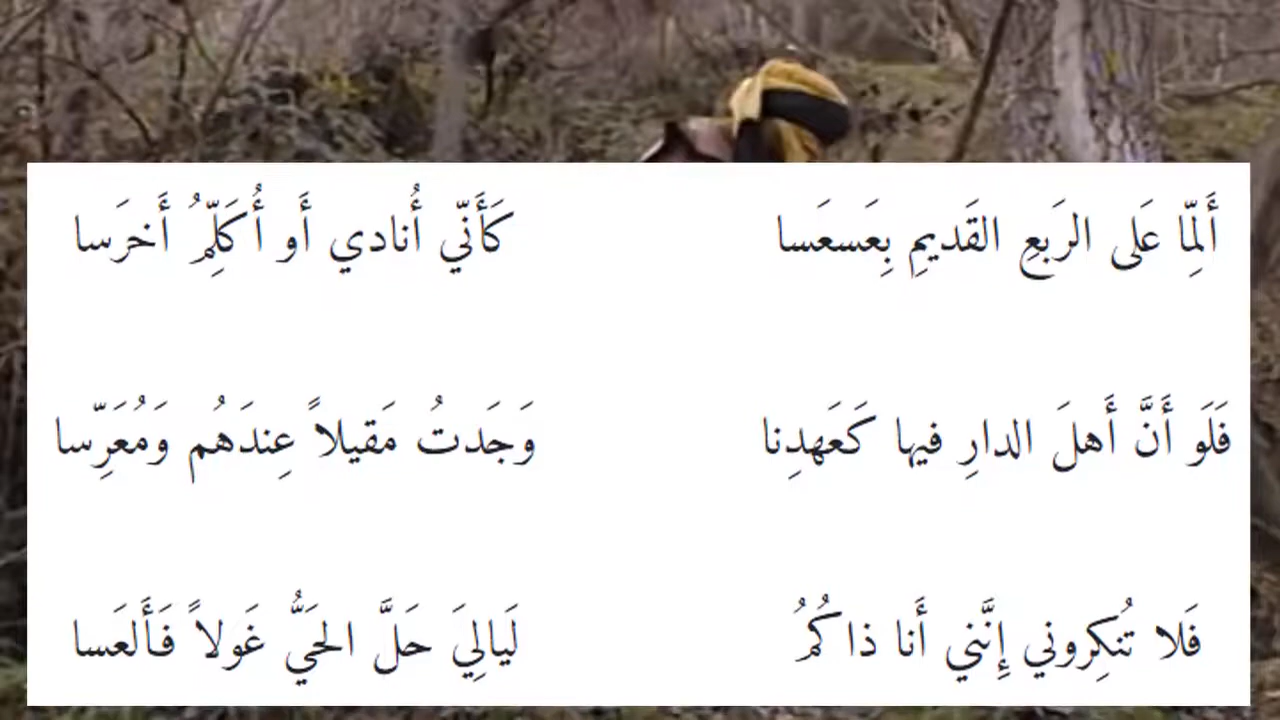 أَلِمّا عَلى الرَبعِ القَديمِ بِعَسعَسا كَأَنّي أُنادي أَو أُكَلِّمُ أَخرَسا
فَلَو أَنَّ أَهلَ الدارِ فيها كَعَهدِنا وَجَدتُ مَقيلاً عِندَهُم وَمُعَرِّسا
فَلا تُنكِروني إِنَّني أَنا ذاكُمُ لَيالِيَ حَلَّ الحَيُّ غَولاً فَأَلعَسا